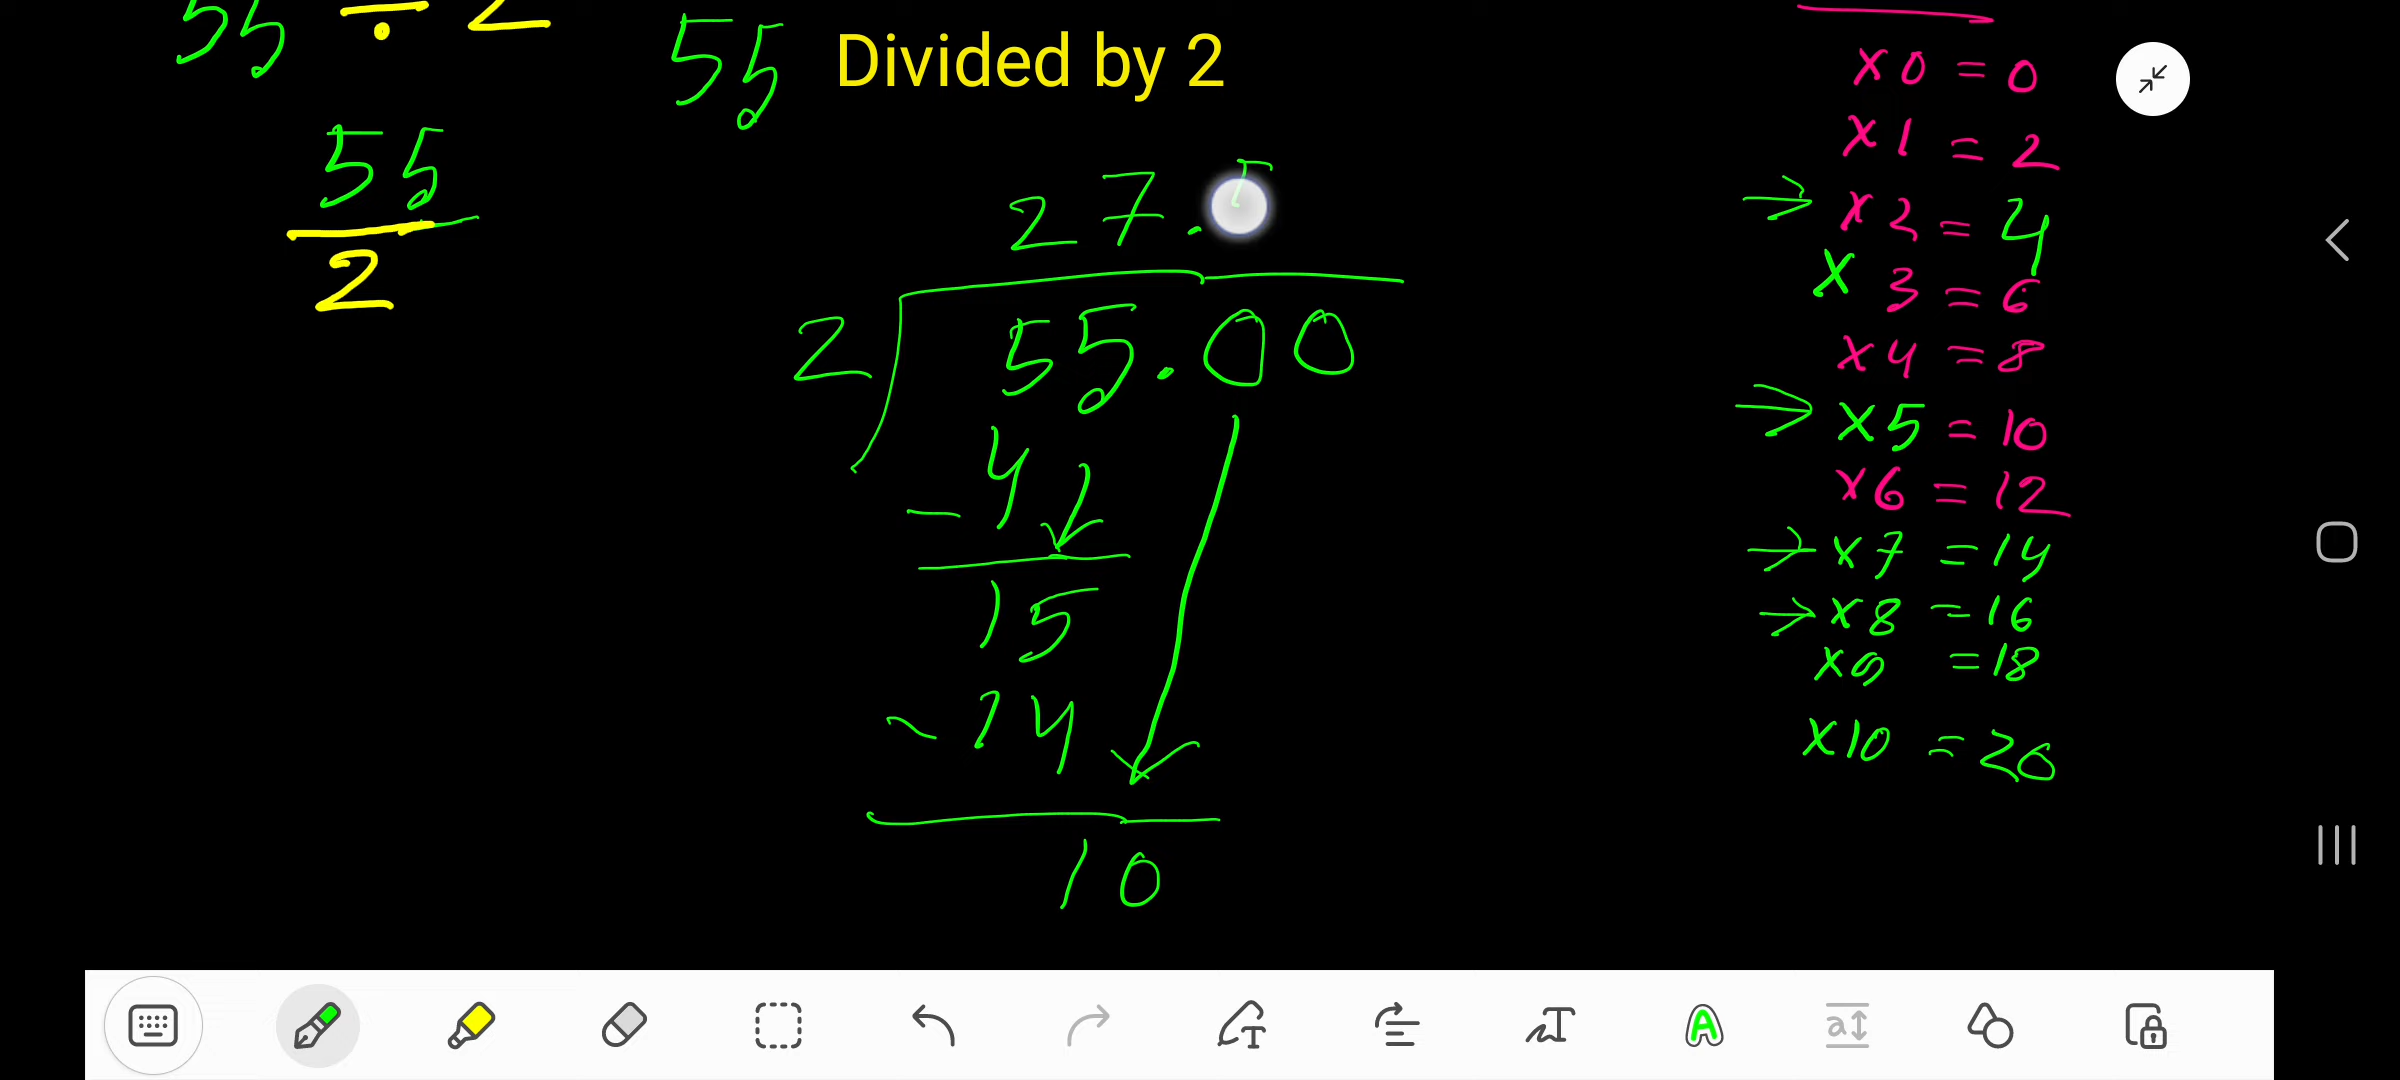 55 ÷ 2
55 Divided by 2
55
2
27.5
2 55.00
- 4
15
- 14
10
x0 = 0
x1 = 2
→ x2 = 4
x 3 = 6
x4 = 8
→ x5 = 10
x6 = 12
→ x7 = 14
→ x8 = 16
x9 = 18
x10 = 20
T
T
A
a